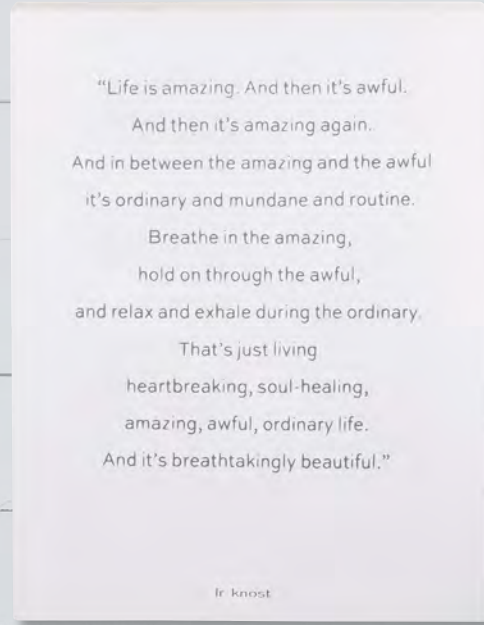 “Life is amazing. And then it's awful.
And then it's amazing again.
And in between the amazing and the awful
it's ordinary and mundane and routine.
Breathe in the amazing,
hold on through the awful,
and relax and exhale during the ordinary.
That's just living
heartbreaking, soul-healing,
amazing, awful, ordinary life.
And it's breathtakingly beautiful.”
lr knost